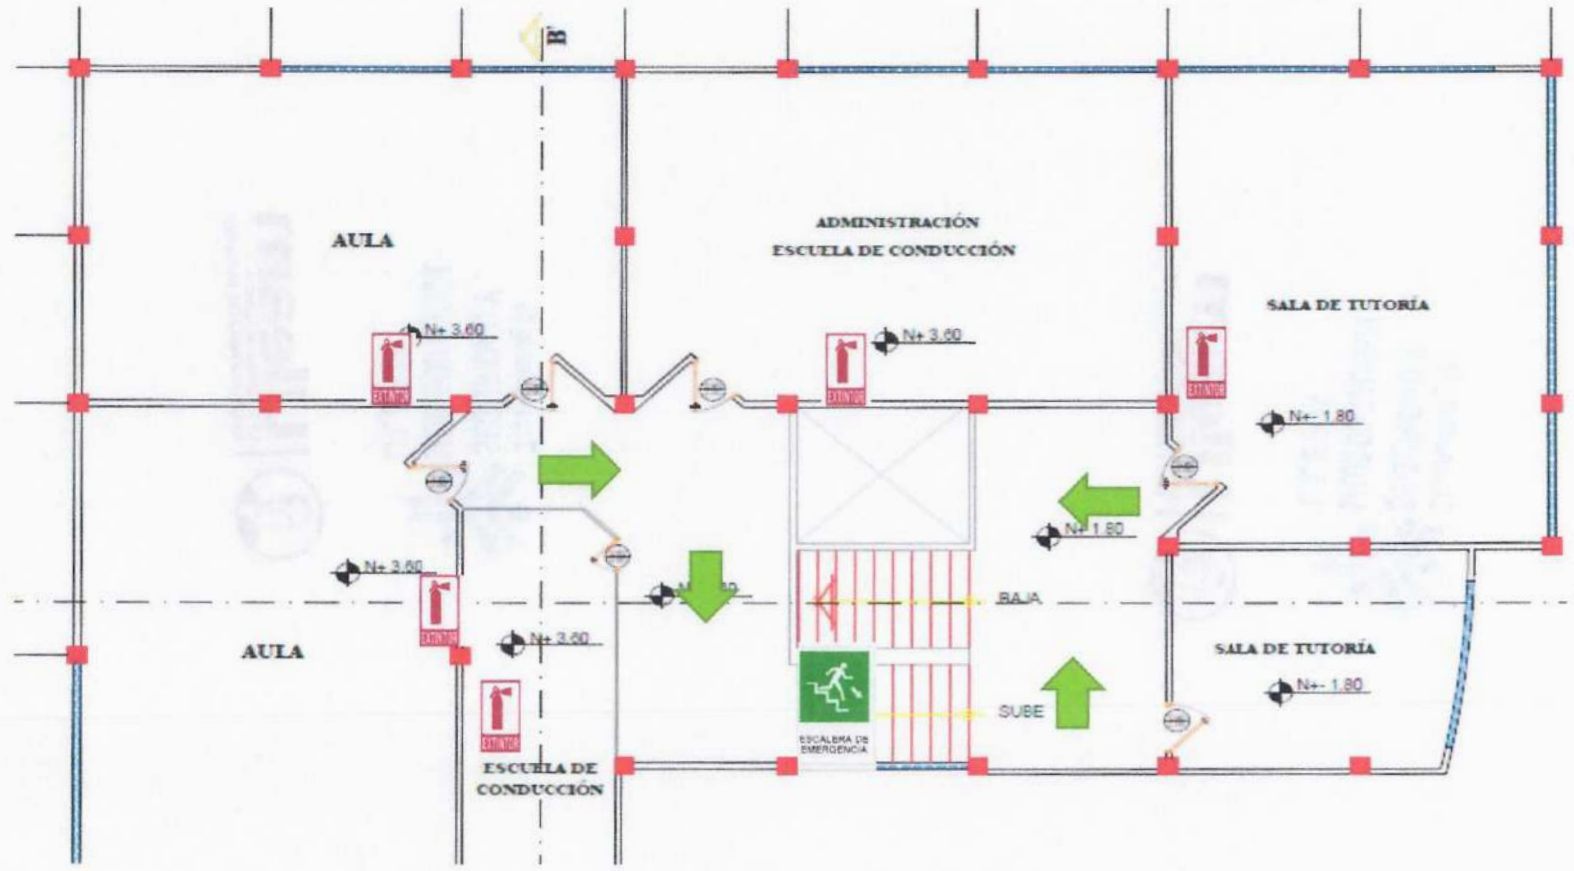 B'
AULA
ADMINISTRACIÓN
ESCUELA DE CONDUCCIÓN
SALA DE TUTORÍA
N+ 3.60
EXTINTOR
N+ 3.60
EXTINTOR
EXTINTOR
N+- 1.80
N+ 1.80
N+ 3.60
EXTINTOR
BAJA
AULA
N+ 3.60
SALA DE TUTORÍA
N+- 1.80
EXTINTOR
SUBE
ESCALERA DE
EMERGENCIA
ESCUELA DE
CONDUCCIÓN